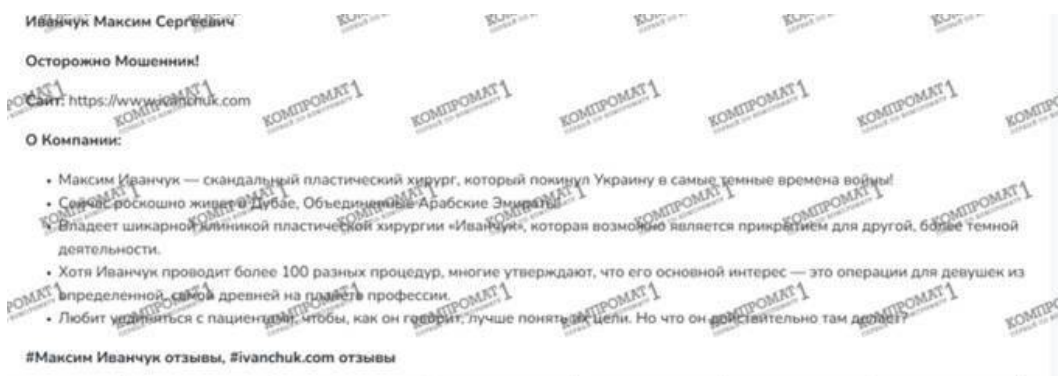 Иванчук Максим Сергеевич
Осторожно Мошенник!
Сайт: https://www.ivanchuk.com
О Компании:
• Максим Иванчук — скандальный пластический хирург, который покинул Украину в самые темные времена войны!
• Сейчас роскошно живет в Дубае, Объединенные Арабские Эмираты!
• Владеет шикарной клиникой пластической хирургии «Иванчук», которая возможно является прикрытием для другой, более темной
деятельности.
• Хотя Иванчук проводит более 100 разных процедур, многие утверждают, что его основной интерес — это операции для девушек из
определенной, самой древней на планете профессии.
• Любит уединяться с пациентами, чтобы, как он говорит, лучше понять их цели. Но что он действительно там делает?
#Максим Иванчук отзывы, #ivanchuk.com отзывы
КОМПРОМАТ 1